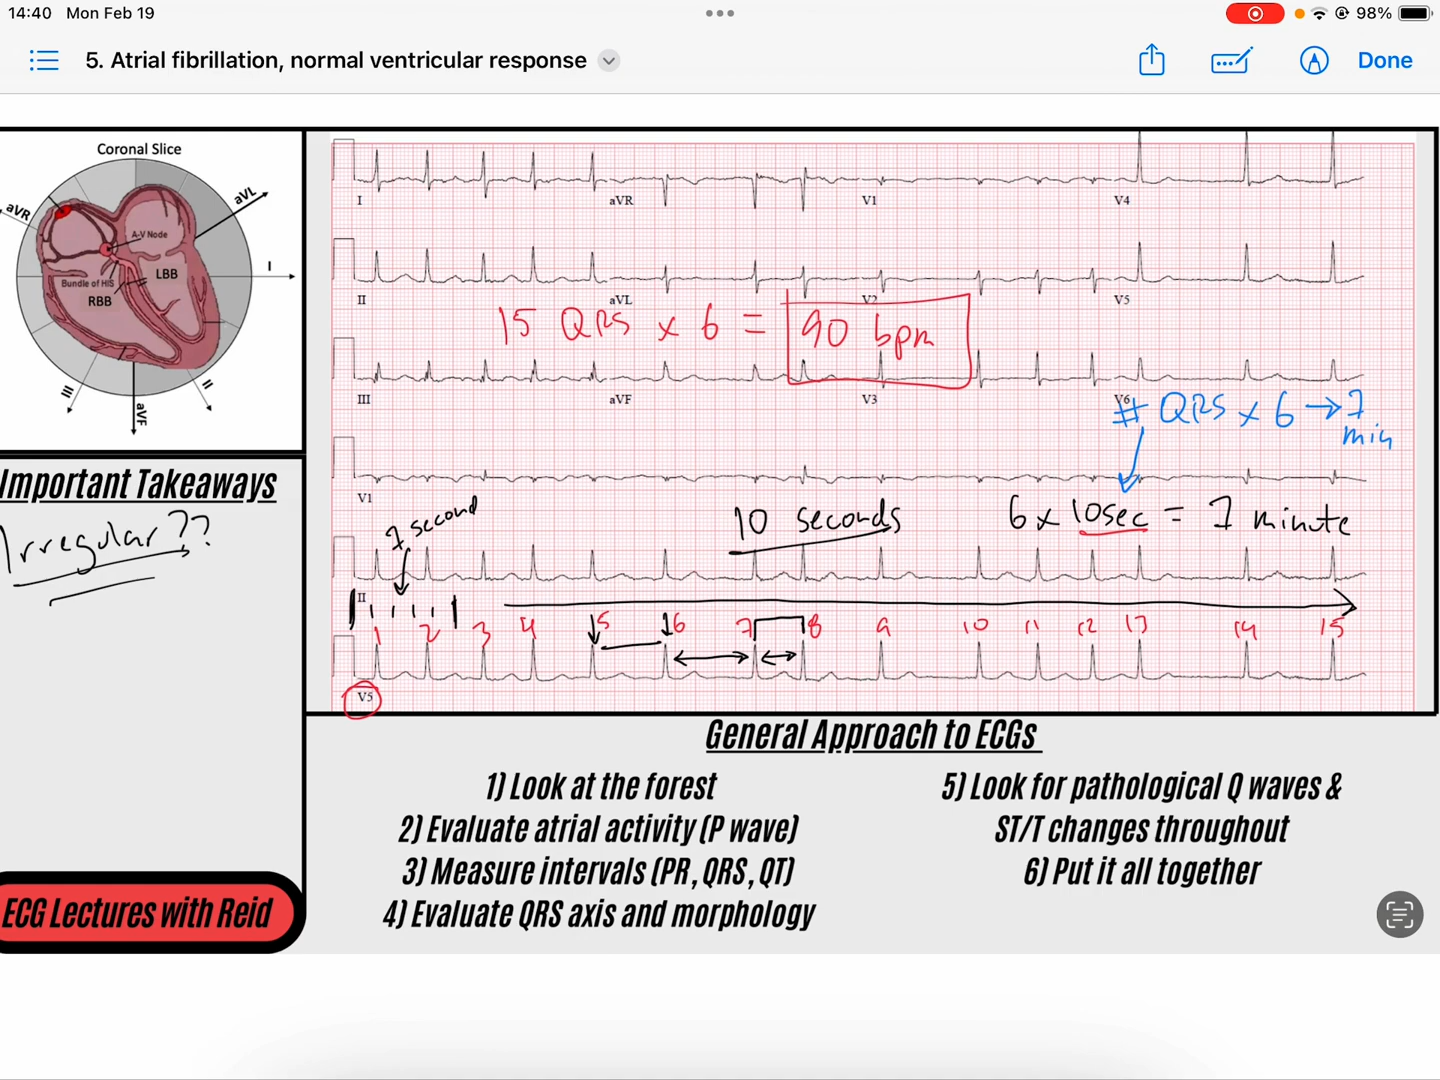 14:40 Mon Feb 19
98%
5. Atrial fibrillation, normal ventricular response
Done
Coronal Slice
aVR
aVL
A-V Node
I
LBB
Bundle of HIS
RBB
III
aVF
II
Important Takeaways
Irregular??
ECG Lectures with Reid
I aVR V1 V4
II aVL V2 V5
15 QRS x 6 = 90 bpm
III aVF V3 V6
# QRS x 6 → 1
min
V1
1 second
10 seconds
6 x 10sec = 1 minute
II
1 2 3 4 5 6 7 8 9 10 11 12 13 14 15
V5
General Approach to ECGs
1) Look at the forest
2) Evaluate atrial activity (P wave)
3) Measure intervals (PR, QRS, QT)
4) Evaluate QRS axis and morphology
5) Look for pathological Q waves &
ST/T changes throughout
6) Put it all together